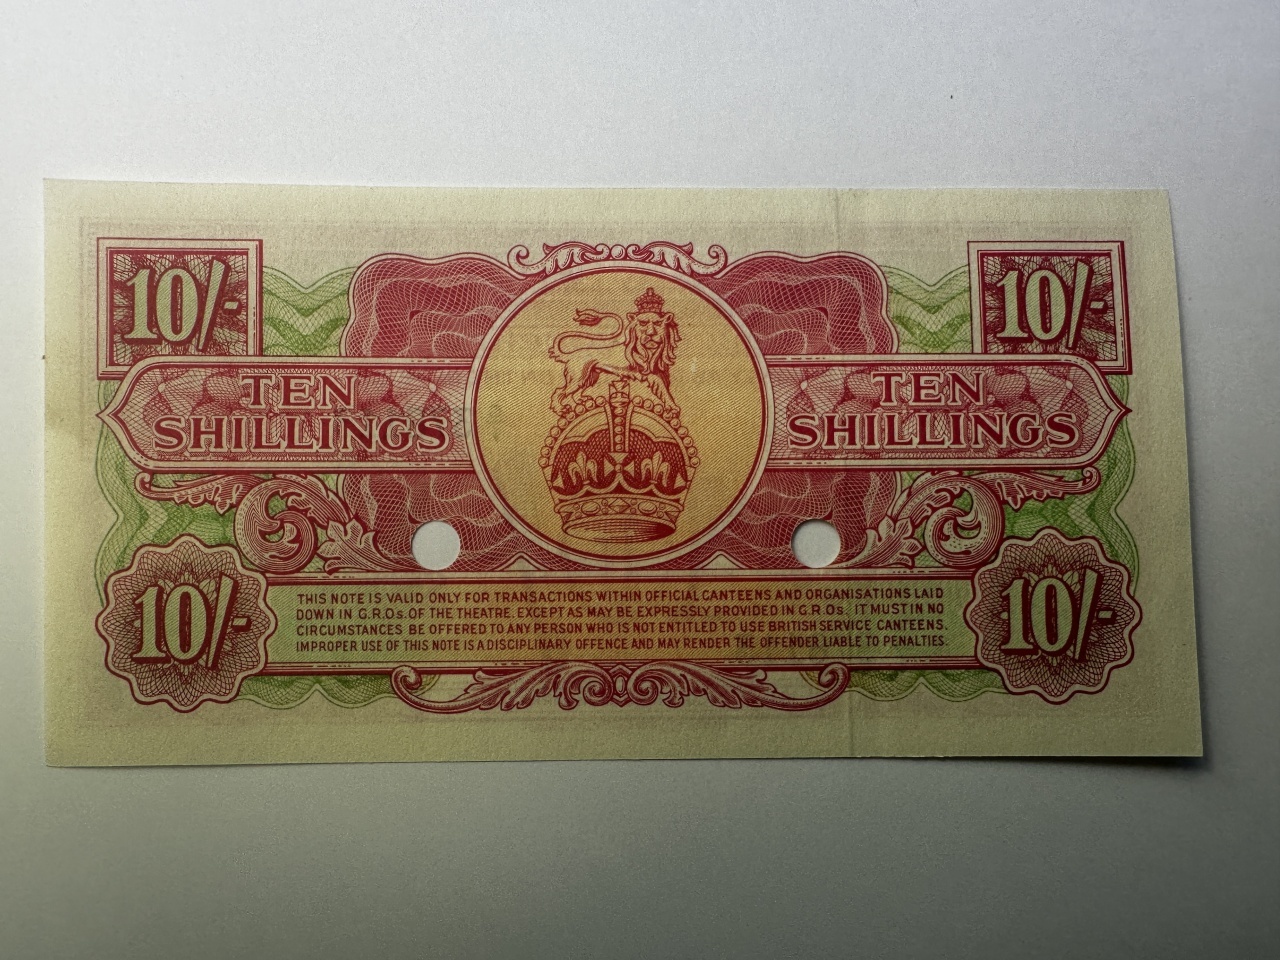 10/-
10/-
TEN
SHILLINGS
TEN
SHILLINGS
THIS NOTE IS VALID ONLY FOR TRANSACTIONS WITHIN OFFICIAL CANTEENS AND ORGANISATIONS LAID
DOWN IN G.R.Os. OF THE THEATRE. EXCEPT AS MAY BE EXPRESSLY PROVIDED IN G.R.Os. IT MUST IN NO
CIRCUMSTANCES BE OFFERED TO ANY PERSON WHO IS NOT ENTITLED TO USE BRITISH SERVICE CANTEENS.
IMPROPER USE OF THIS NOTE IS A DISCIPLINARY OFFENCE AND MAY RENDER THE OFFENDER LIABLE TO PENALTIES.
10/-
10/-